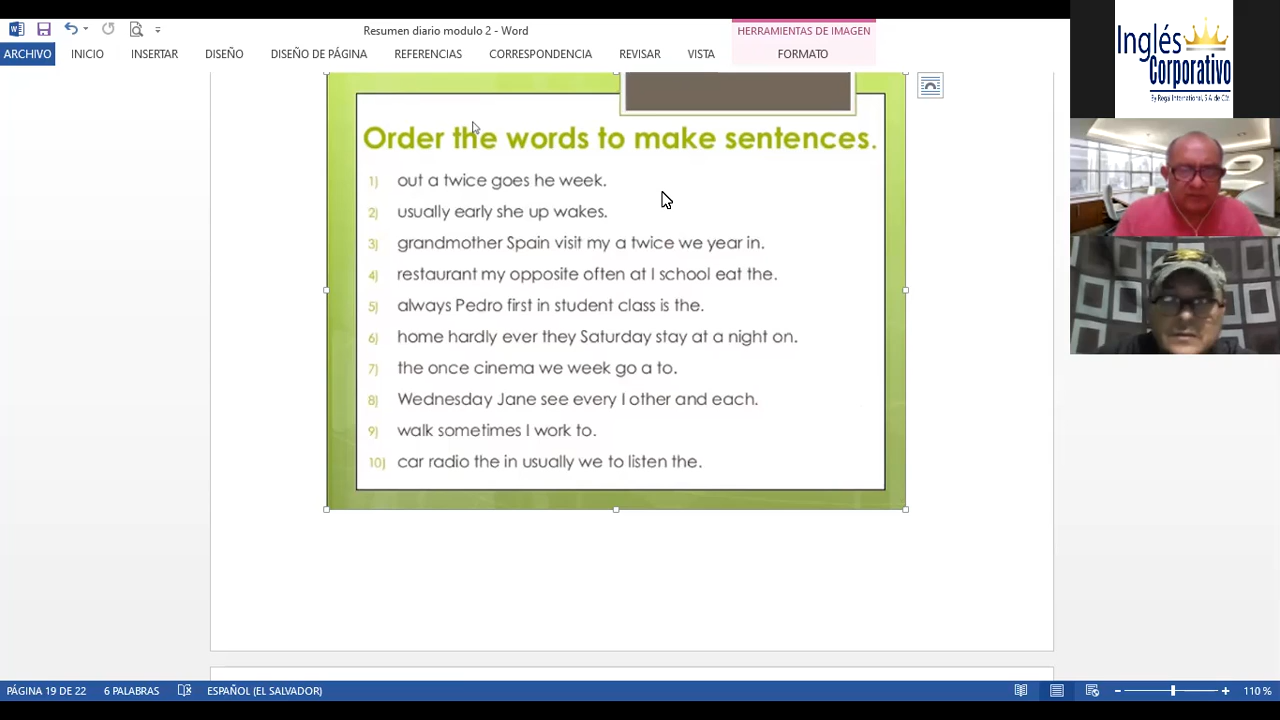 Resumen diario modulo 2 - Word
HERRAMIENTAS DE IMAGEN
ARCHIVO INICIO INSERTAR DISEÑO DISEÑO DE PÁGINA REFERENCIAS CORRESPONDENCIA REVISAR VISTA FORMATO
Inglés
Corporativo
By Rega International, S.A. de C.V.
Order the words to make sentences.
1) out a twice goes he week.
2) usually early she up wakes.
3) grandmother Spain visit my a twice we year in.
4) restaurant my opposite often at I school eat the.
5) always Pedro first in student class is the.
6) home hardly ever they Saturday stay at a night on.
7) the once cinema we week go a to.
8) Wednesday Jane see every I other and each.
9) walk sometimes I work to.
10) car radio the in usually we to listen the.
PÁGINA 19 DE 22 6 PALABRAS ESPAÑOL (EL SALVADOR) 110 %